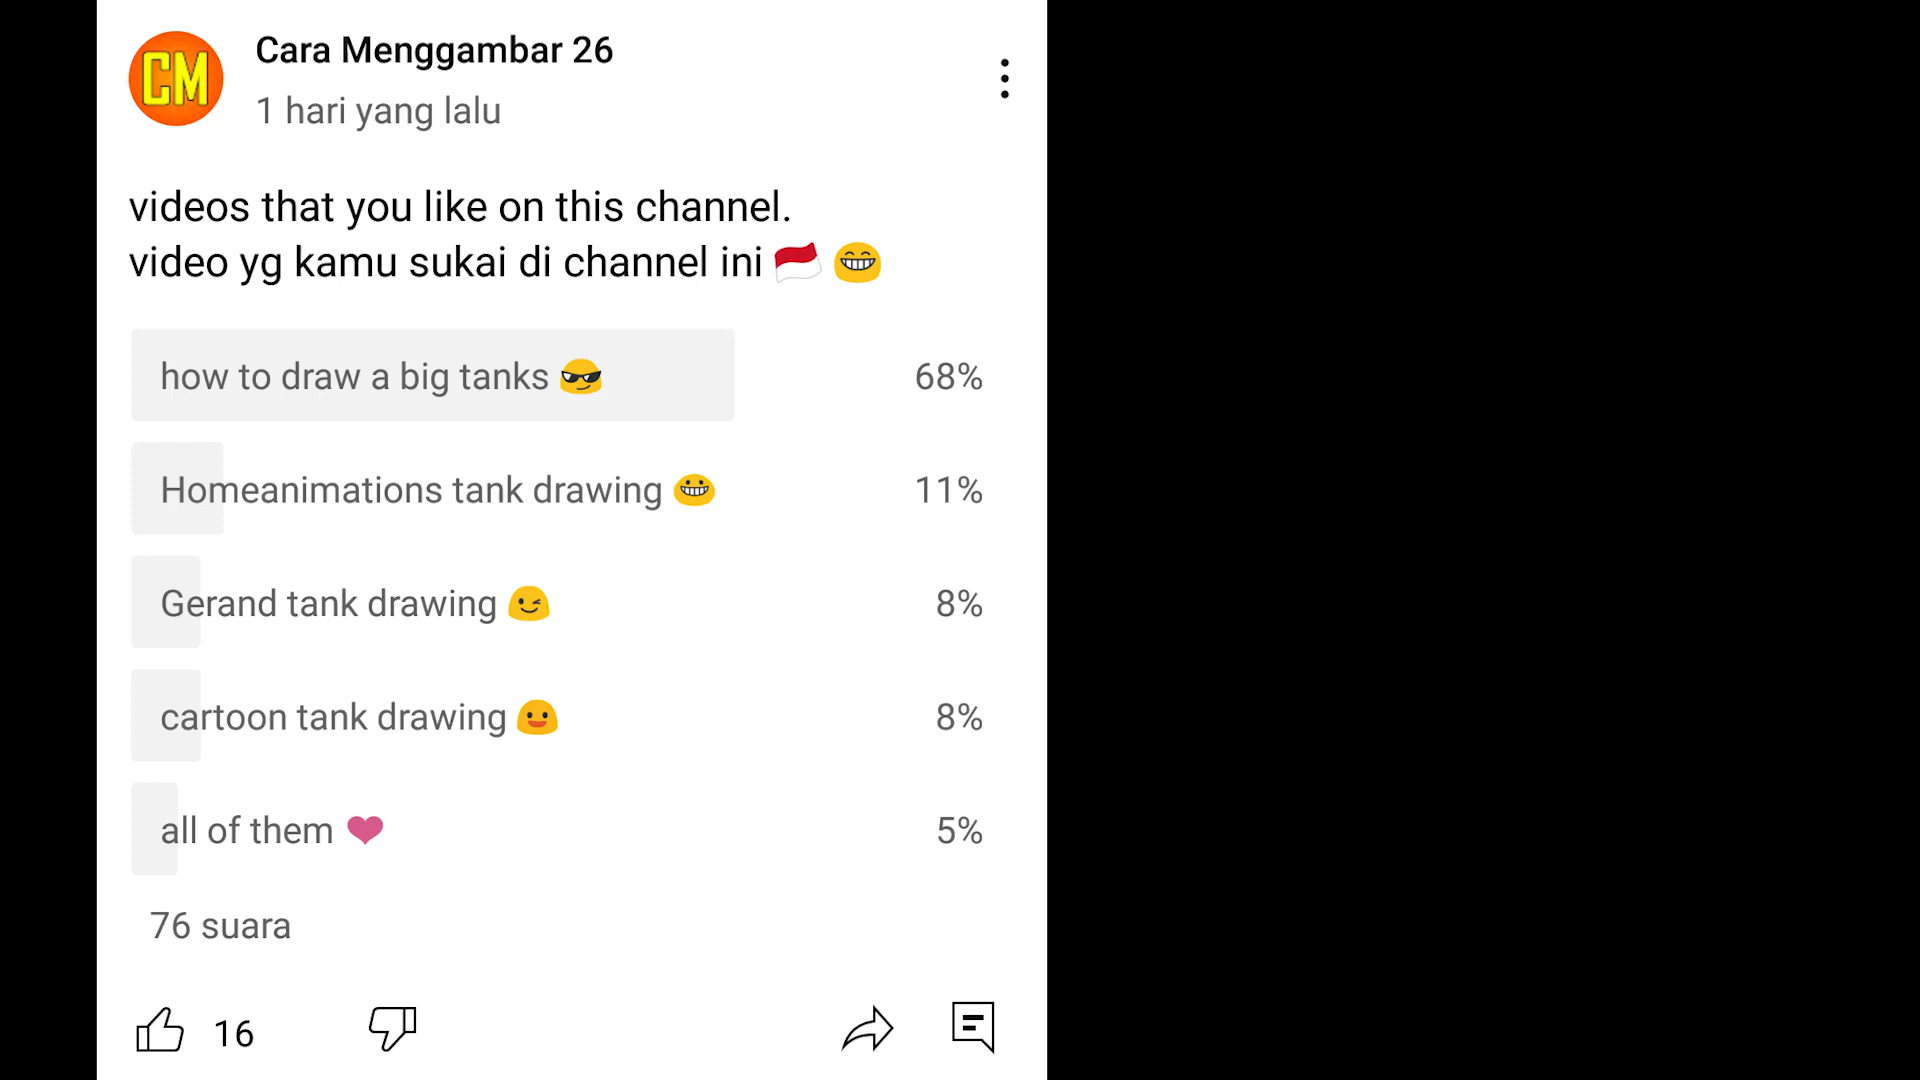 CM
Cara Menggambar 26
1 hari yang lalu
videos that you like on this channel.
video yg kamu sukai di channel ini 🇮🇩 😁
how to draw a big tanks 😎
68%
Homeanimations tank drawing 😀
11%
Gerand tank drawing 😉
8%
cartoon tank drawing 😃
8%
all of them ❤
5%
76 suara
16